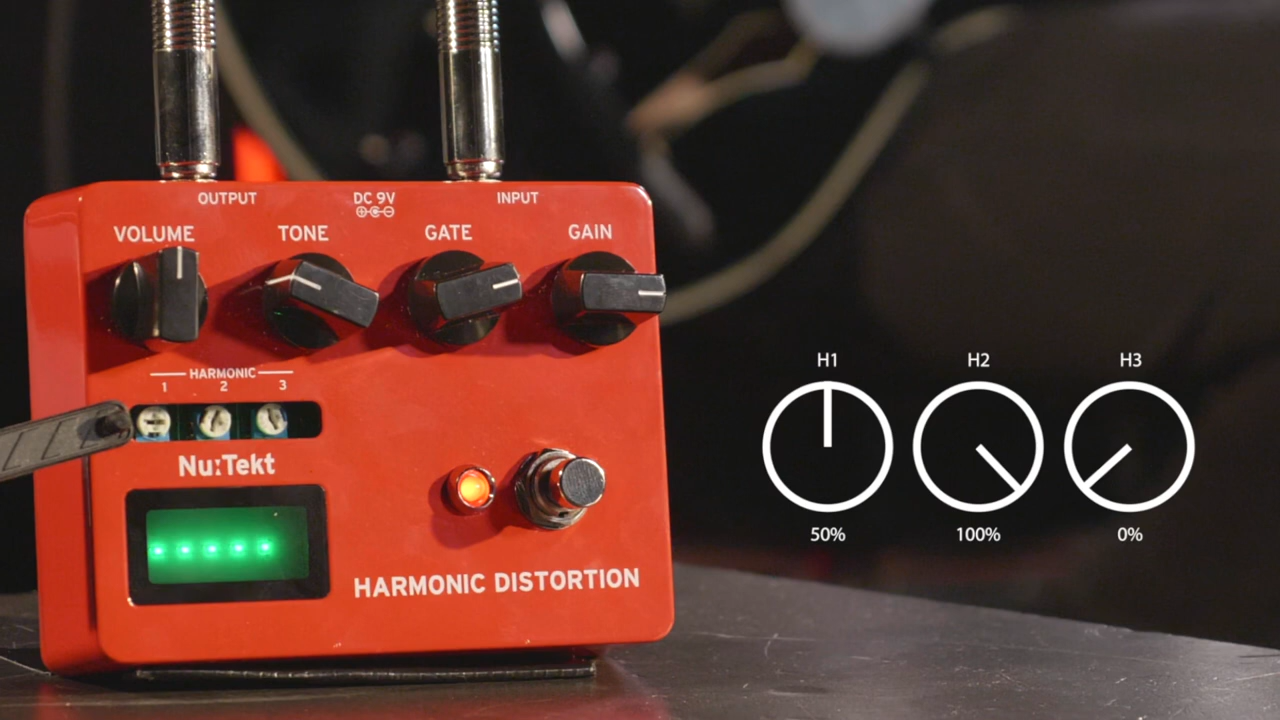 OUTPUT DC 9V INPUT
VOLUME TONE GATE GAIN
HARMONIC
1 2 3
Nu:Tekt
HARMONIC DISTORTION
H1 H2 H3
50% 100% 0%